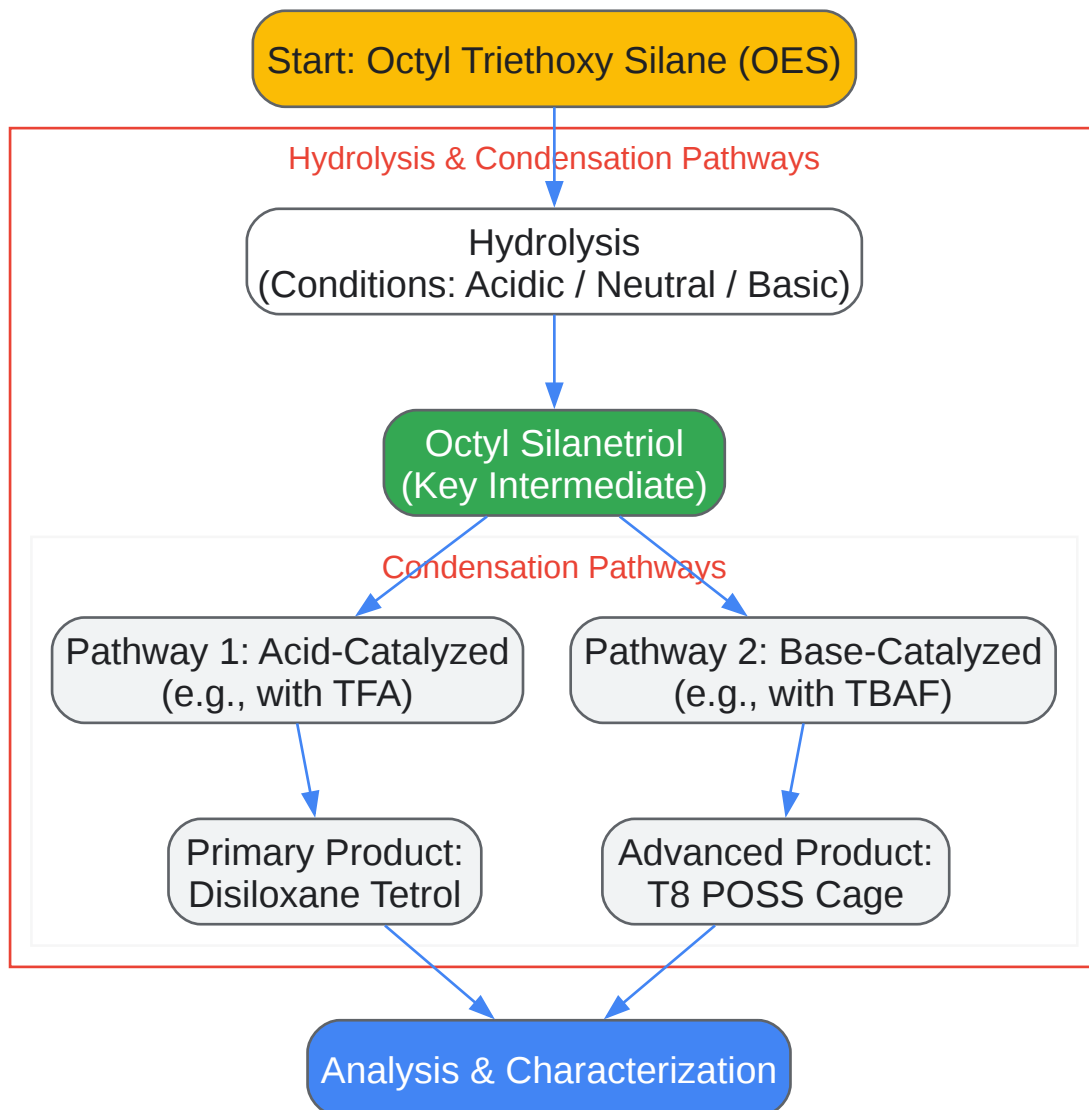 Start: Octyl Triethoxy Silane (OES)
Hydrolysis & Condensation Pathways
Hydrolysis
(Conditions: Acidic / Neutral / Basic)
Octyl Silanetriol
(Key Intermediate)
Condensation Pathways
Pathway 1: Acid-Catalyzed
(e.g., with TFA)
Pathway 2: Base-Catalyzed
(e.g., with TBAF)
Primary Product:
Disiloxane Tetrol
Advanced Product:
T8 POSS Cage
Analysis & Characterization